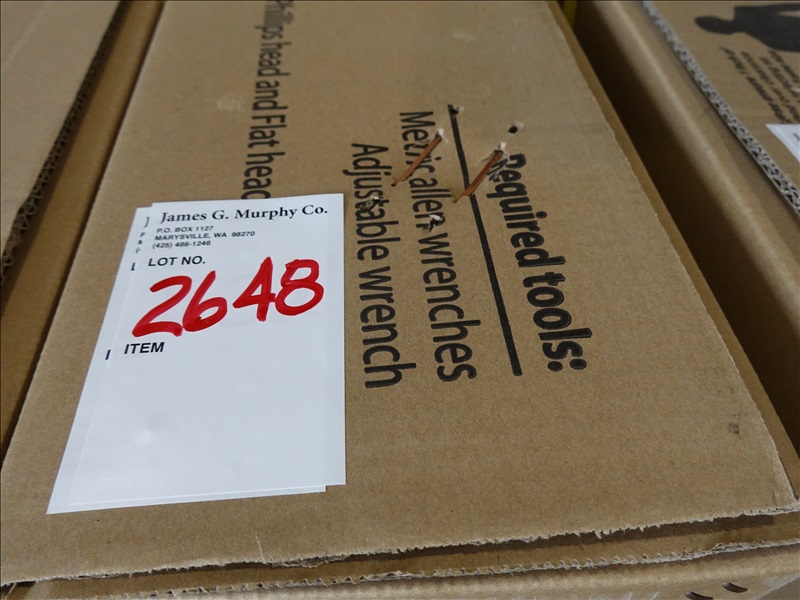 Required tools:
Metric allen wrenches
Adjustable wrench
Phillips head and Flat head
James G. Murphy Co.
P.O. BOX 1127
MARYSVILLE, WA 98270
(425) 486-1246
LOT NO.
2648
ITEM